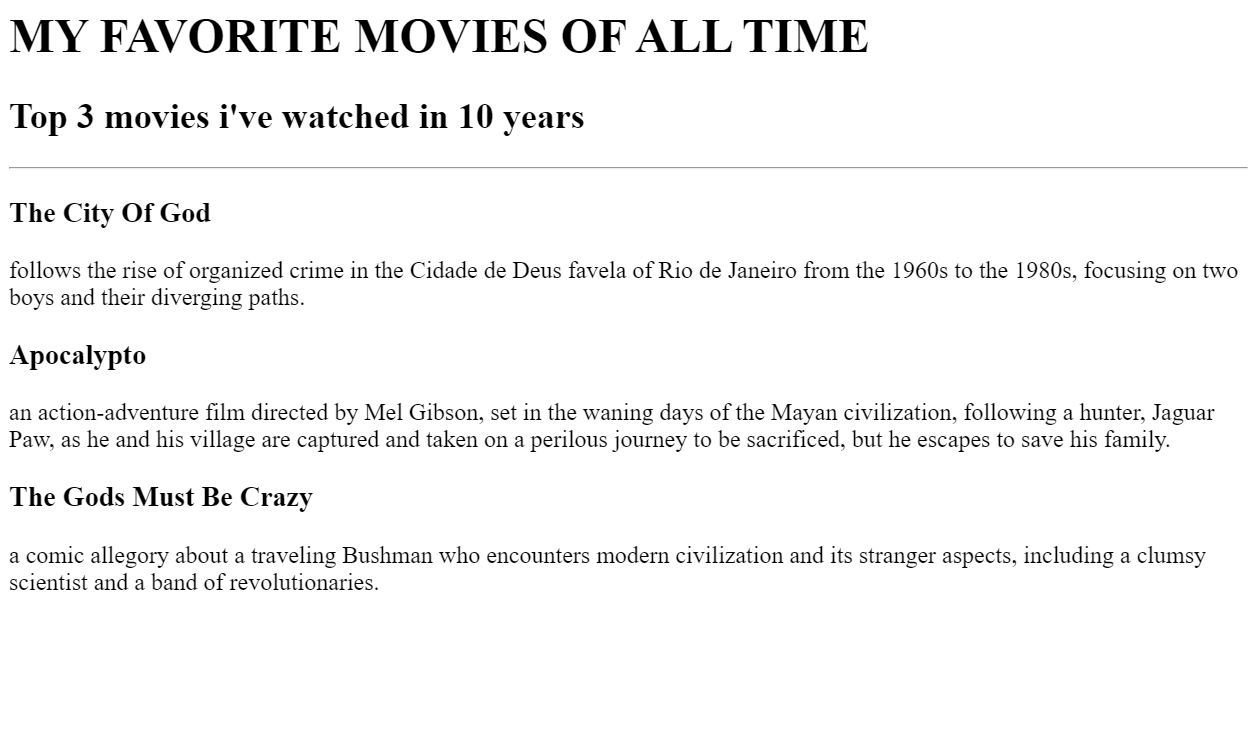 MY FAVORITE MOVIES OF ALL TIME
Top 3 movies i've watched in 10 years
The City Of God
follows the rise of organized crime in the Cidade de Deus favela of Rio de Janeiro from the 1960s to the 1980s, focusing on two
boys and their diverging paths.
Apocalypto
an action-adventure film directed by Mel Gibson, set in the waning days of the Mayan civilization, following a hunter, Jaguar
Paw, as he and his village are captured and taken on a perilous journey to be sacrificed, but he escapes to save his family.
The Gods Must Be Crazy
a comic allegory about a traveling Bushman who encounters modern civilization and its stranger aspects, including a clumsy
scientist and a band of revolutionaries.